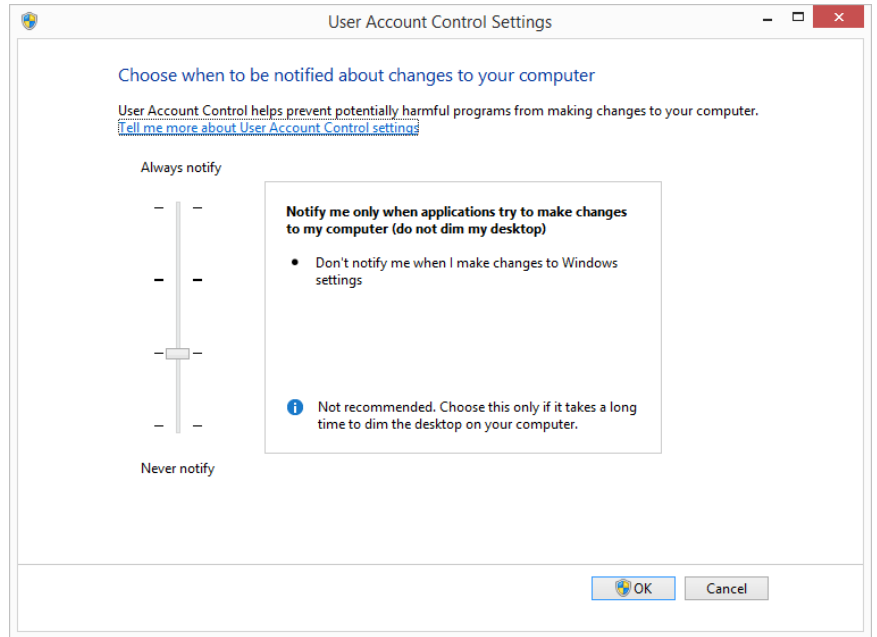 User Account Control Settings
Choose when to be notified about changes to your computer
User Account Control helps prevent potentially harmful programs from making changes to your computer.
Tell me more about User Account Control settings
Always notify
Notify me only when applications try to make changes
to my computer (do not dim my desktop)
• Don't notify me when I make changes to Windows
settings
Not recommended. Choose this only if it takes a long
time to dim the desktop on your computer.
Never notify
OK
Cancel